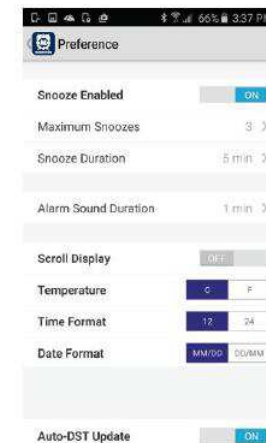 66% 3:37 PM
Preference
Snooze Enabled ON
Maximum Snoozes 3
Snooze Duration 5 min
Alarm Sound Duration 1 min
Scroll Display OFF
Temperature C F
Time Format 12 24
Date Format MM/DD DD/MM
Auto-DST Update ON